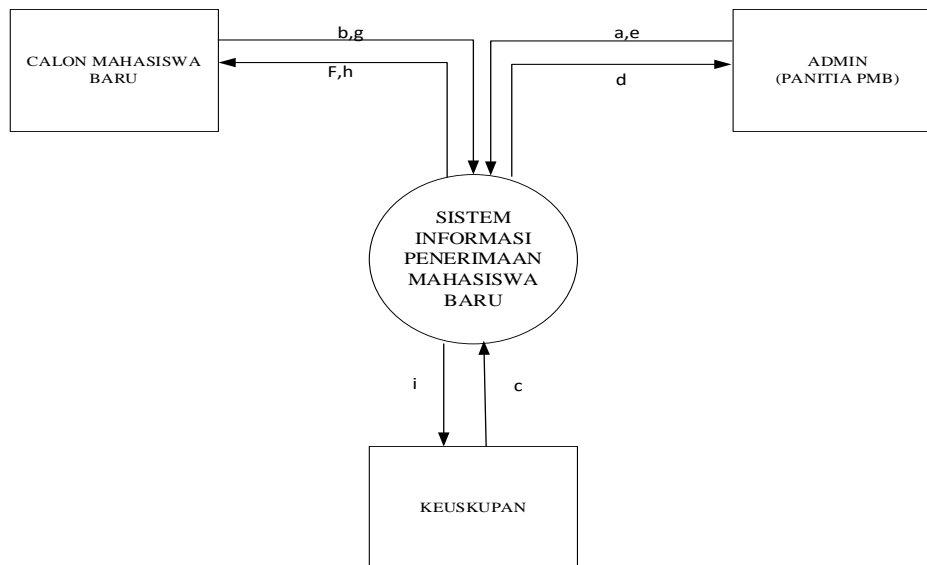 b,g
a,e
CALON MAHASISWA
BARU
F,h
d
ADMIN
(PANITIA PMB)
SISTEM
INFORMASI
PENERIMAAN
MAHASISWA
BARU
i
c
KEUSKUPAN